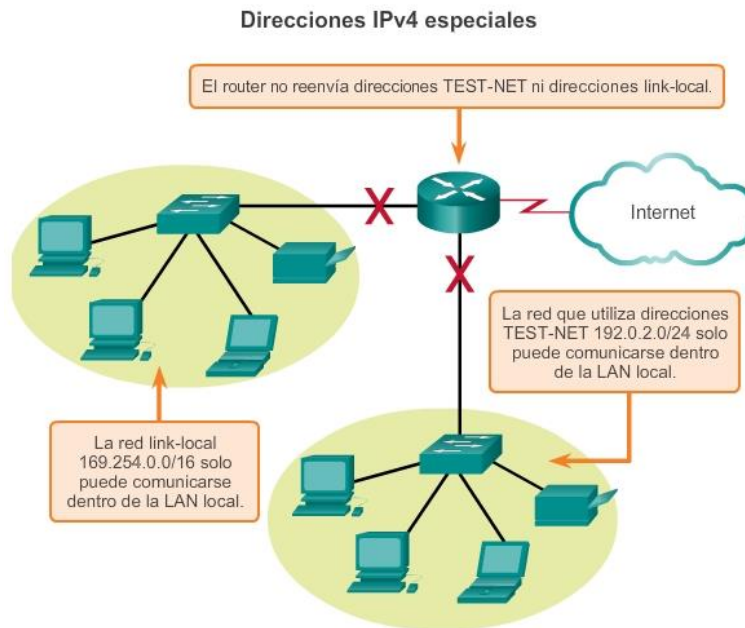 Direcciones IPv4 especiales
El router no reenvía direcciones TEST-NET ni direcciones link-local.
Internet
La red que utiliza direcciones
TEST-NET 192.0.2.0/24 solo
puede comunicarse dentro
de la LAN local.
La red link-local
169.254.0.0/16 solo
puede comunicarse
dentro de la LAN local.